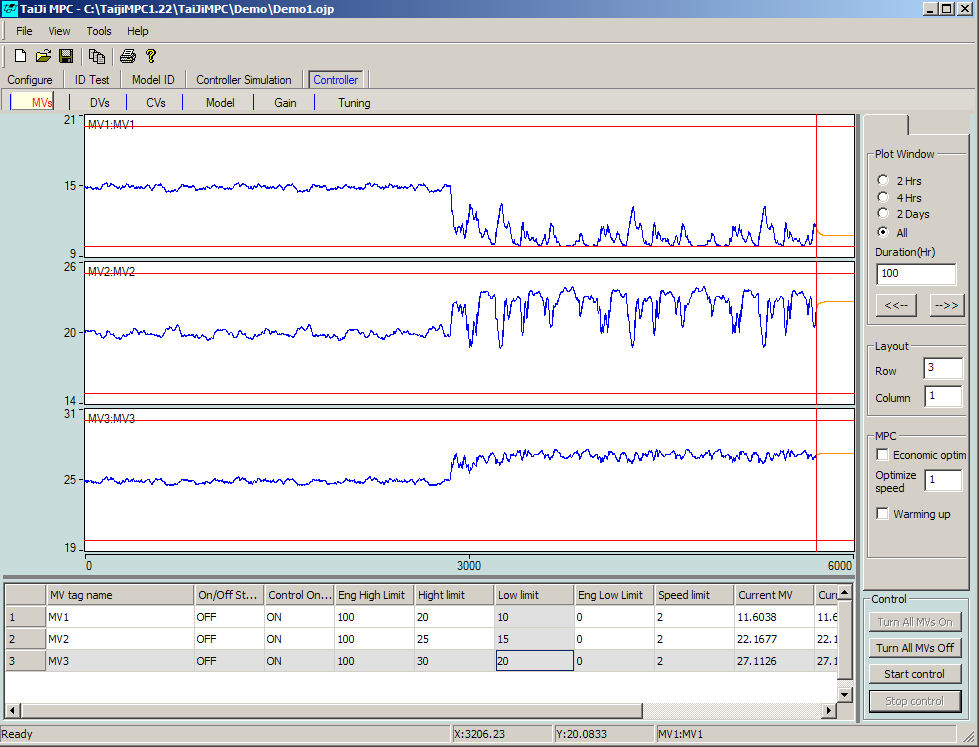 TaiJi MPC - C:\TaijiMPC1.22\TaiJiMPC\Demo\Demo1.ojp
File View Tools Help
Configure ID Test Model ID Controller Simulation Controller
MVs DVs CVs Model Gain Tuning
21 MV1:MV1
15
9
26 MV2:MV2
20
14
31 MV3:MV3
25
19
0 3000 6000
Plot Window
2 Hrs
4 Hrs
2 Days
All
Duration(Hr)
100
<<-- -->>
Layout
Row 3
Column 1
MPC
Economic optim
Optimize speed 1
Warming up
MV tag name On/Off St... Control On... Eng High Limit Hight limit Low limit Eng Low Limit Speed limit Current MV Curr
1 MV1 OFF ON 100 20 10 0 2 11.6038 11.6
2 MV2 OFF ON 100 25 15 0 2 22.1677 22.1
3 MV3 OFF ON 100 30 20 0 2 27.1126 27.1
Control
Turn All MVs On
Turn All MVs Off
Start control
Stop control
Ready X:3206.23 Y:20.0833 MV1:MV1